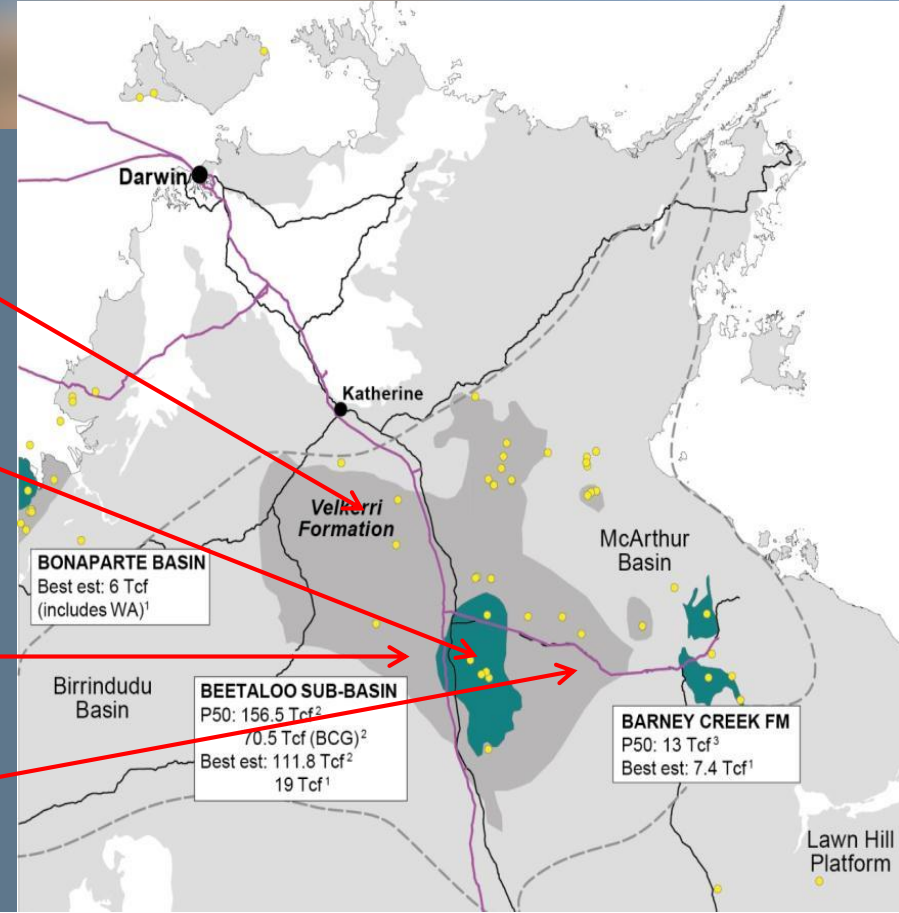 Darwin
Katherine
Velkerri
Formation
McArthur
Basin
BONAPARTE BASIN
Best est: 6 Tcf
(includes WA)¹
Birrindudu
Basin
BEETALOO SUB-BASIN
P50: 156.5 Tcf²
70.5 Tcf (BCG)²
Best est: 111.8 Tcf²
19 Tcf¹
BARNEY CREEK FM
P50: 13 Tcf³
Best est: 7.4 Tcf¹
Lawn Hill
Platform